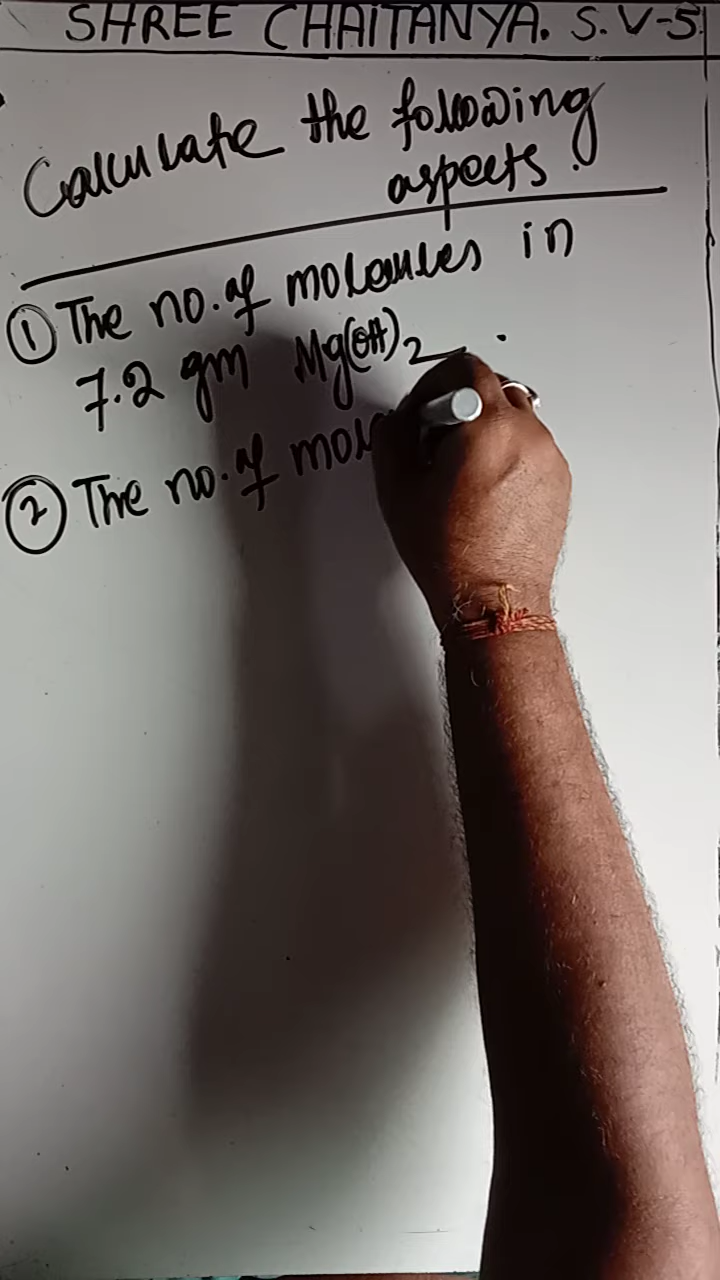 SHREE CHAITANYA. S. V-5
Calculate the following
aspects.
① The no. of molecules in
7.2 gm Mg(OH)2.
② The no. of